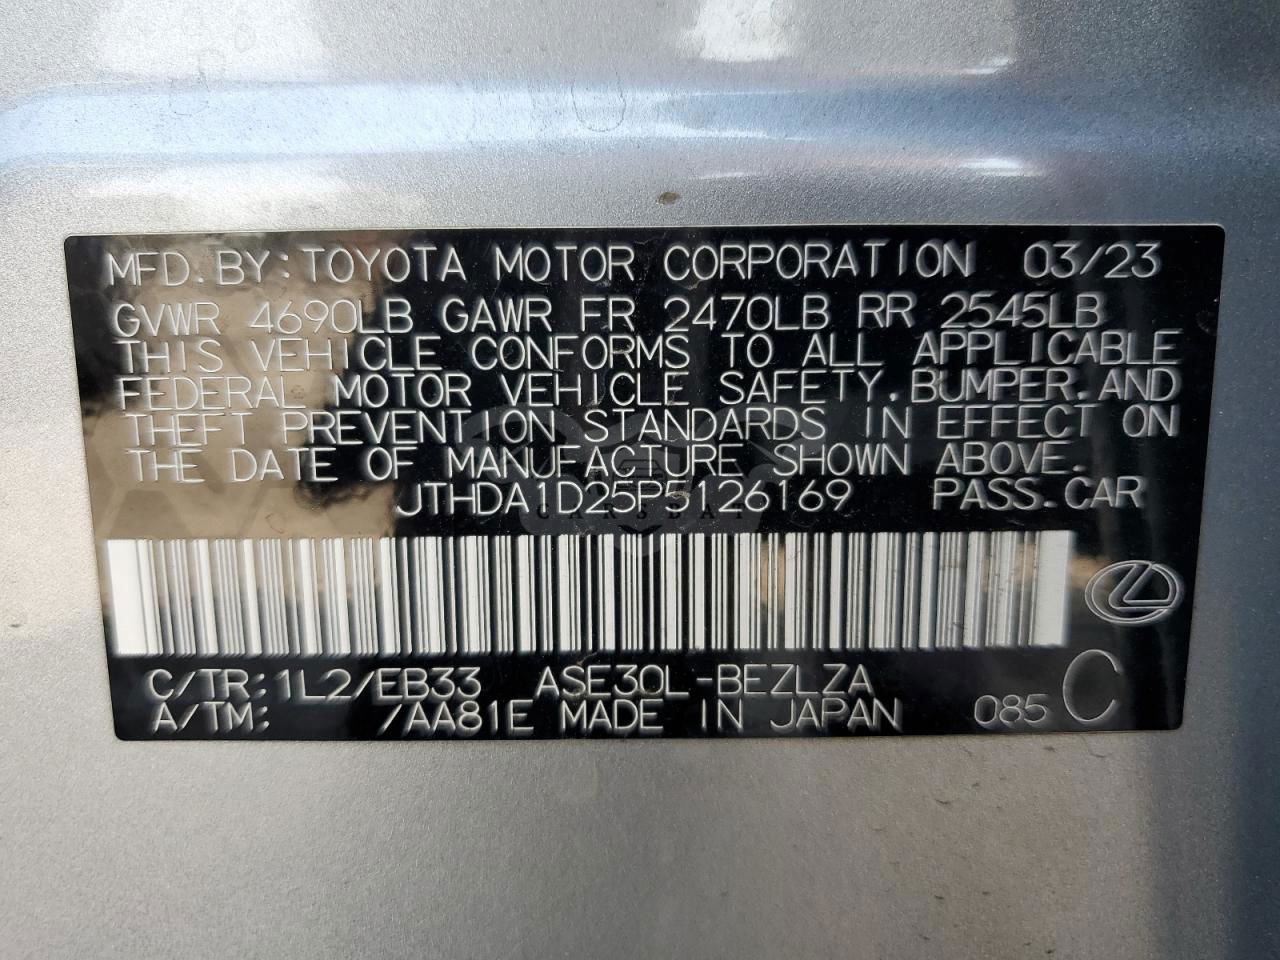 MFD. BY: TOYOTA MOTOR CORPORATION 03/23
GVWR 4690LB GAWR FR 2470LB RR 2545LB
THIS VEHICLE CONFORMS TO ALL APPLICABLE
FEDERAL MOTOR VEHICLE SAFETY, BUMPER, AND
THEFT PREVENTION STANDARDS IN EFFECT ON
THE DATE OF MANUFACTURE SHOWN ABOVE.
JTHDA1D25P5126169 PASS. CAR
C/TR: 1L2/EB33 ASE30L-BEZLZA
A/TM: /AA81E MADE IN JAPAN 085 C